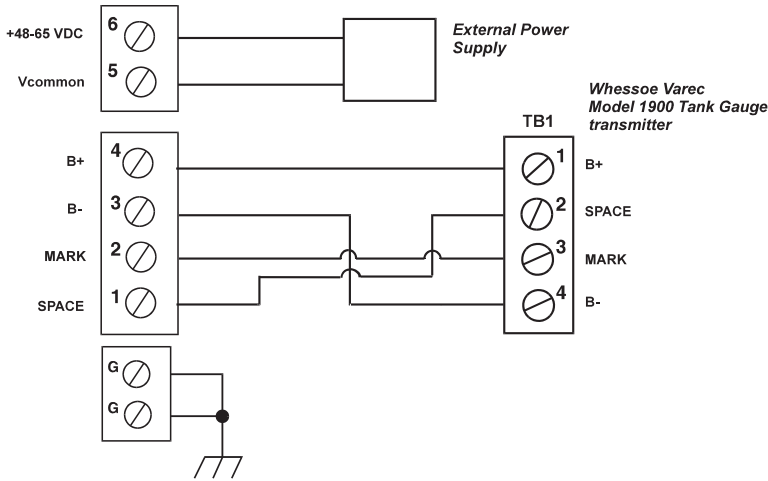 +48-65 VDC
6
External Power
Supply
Vcommon
5
Whessoe Varec
Model 1900 Tank Gauge
transmitter
TB1
B+
4
1
B+
B-
3
2
SPACE
MARK
2
3
MARK
SPACE
1
4
B-
G
G